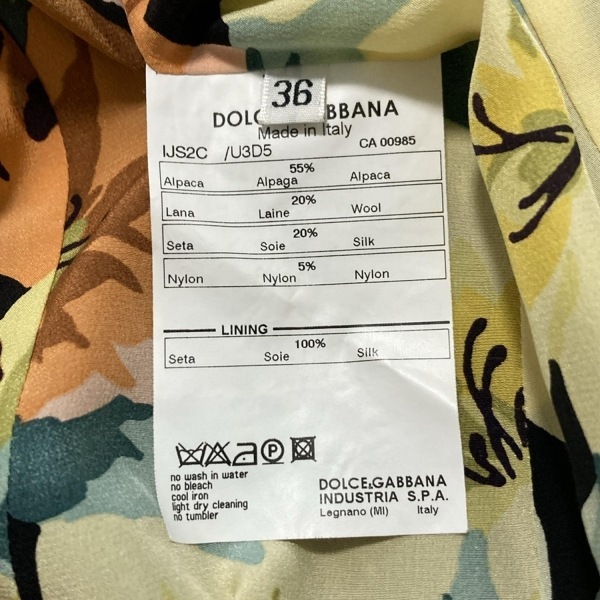 36
DOLC BBANA
Made in Italy
IJS2C /U3D5 CA 00985
55%
Alpaca Alpaga Alpaca
20%
Lana Laine Wool
20%
Seta Soie Silk
5%
Nylon Nylon Nylon
LINING
100%
Seta Soie Silk
A P
no wash in water
no bleach
cool iron
light dry cleaning
no tumbler
DOLCE&GABBANA
INDUSTRIA S.P.A.
Legnano (MI) Italy